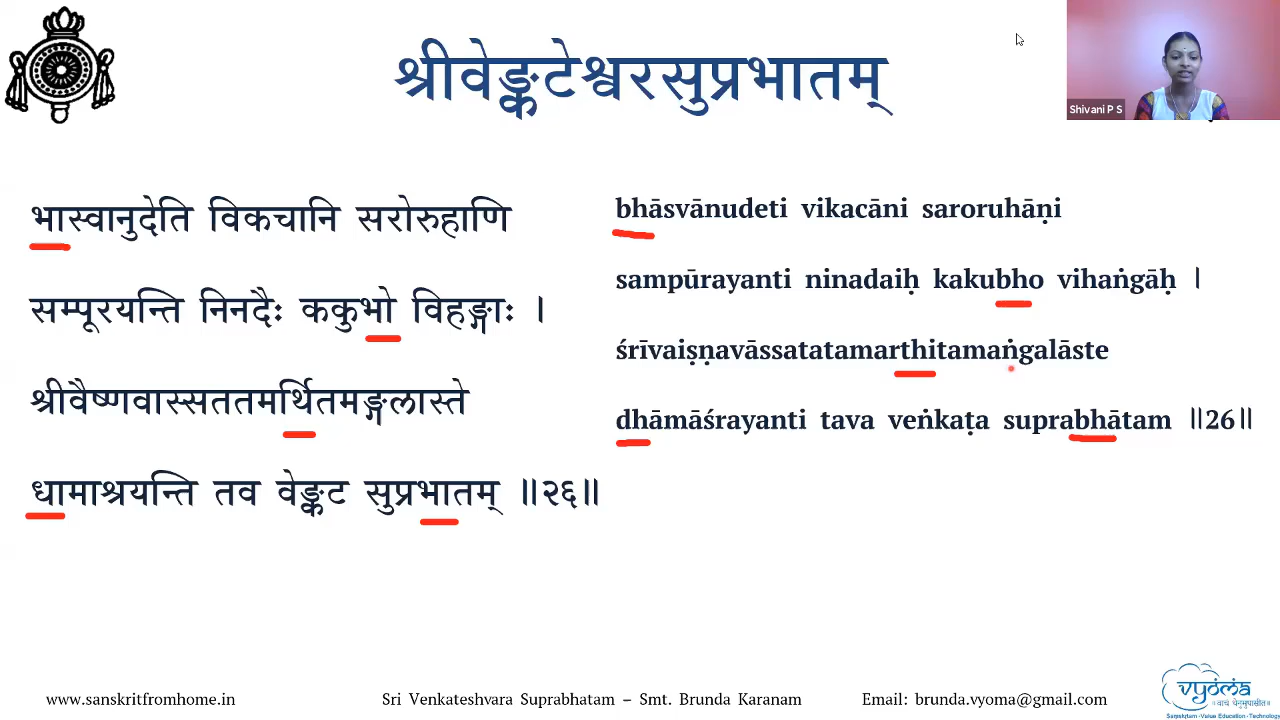 श्रीवेङ्कटेश्वरसुप्रभातम्
Shivani P S
भास्वानुदेति विकचानि सरोरुहाणि
सम्पूरयन्ति निनदैः ककुभो विहङ्गाः ।
श्रीवैष्णवास्सततमर्थितमङ्गलास्ते
धामाश्रयन्ति तव वेङ्कट सुप्रभातम् ॥२६॥
bhāsvānudeti vikacāni saroruhāṇi
sampūrayanti ninadaiḥ kakubho vihaṅgāḥ ।
śrīvaiṣṇavāssatatamarthitamaṅgalāste
dhāmāśrayanti tava veṅkaṭa suprabhātam ॥26॥
www.sanskritfromhome.in
Sri Venkateshvara Suprabhatam – Smt. Brunda Karanam
Email: brunda.vyoma@gmail.com
vyoma
॥ वाचं धेनुमुपासीत ॥
Samskrtam -Value Education -Technology